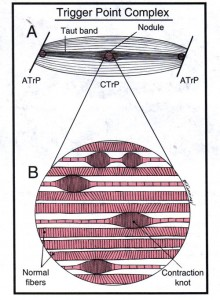 Trigger Point Complex
A
Nodule
Taut band
ATrP
CTrP
ATrP
B
Normal
fibers
Contraction
knot